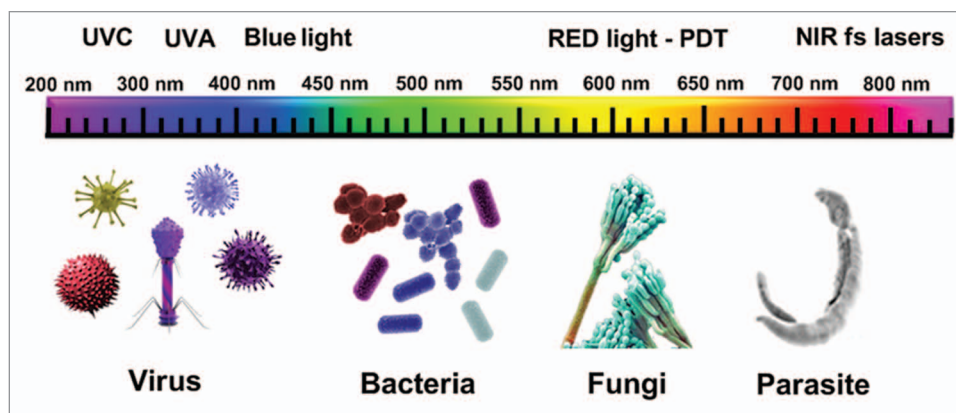 UVC UVA Blue light RED light - PDT NIR fs lasers
200 nm 300 nm 400 nm 450 nm 500 nm 550 nm 600 nm 650 nm 700 nm 800 nm
Virus Bacteria Fungi Parasite